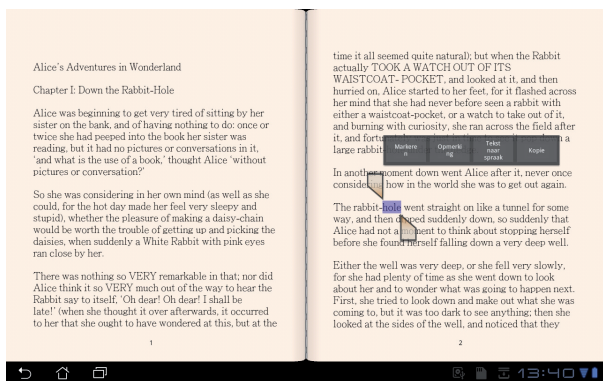 Alice's Adventures in Wonderland
Chapter I: Down the Rabbit-Hole
Alice was beginning to get very tired of sitting by her
sister on the bank, and of having nothing to do: once or
twice she had peeped into the book her sister was
reading, but it had no pictures or conversations in it,
'and what is the use of a book,' thought Alice 'without
pictures or conversation?'
So she was considering in her own mind (as well as she
could, for the hot day made her feel very sleepy and
stupid), whether the pleasure of making a daisy-chain
would be worth the trouble of getting up and picking the
daisies, when suddenly a White Rabbit with pink eyes
ran close by her.
There was nothing so VERY remarkable in that; nor did
Alice think it so VERY much out of the way to hear the
Rabbit say to itself, 'Oh dear! Oh dear! I shall be
late!' (when she thought it over afterwards, it occurred
to her that she ought to have wondered at this, but at the
1
time it all seemed quite natural); but when the Rabbit
actually TOOK A WATCH OUT OF ITS
WAISTCOAT- POCKET, and looked at it, and then
hurried on, Alice started to her feet, for it flashed across
her mind that she had never before seen a rabbit with
either a waistcoat-pocket, or a watch to take out of it,
and burning with curiosity, she ran across the field after
it, and
large rabbit
Markere
n
Opmerki
ng
Tekst
naar
spraak
Kopie
In another moment down went Alice after it, never once
how in the world she was to get out again.
The rabbit-hole went straight on like a tunnel for some
way, and then suddenly down, so suddenly that
Alice had not a moment to think about stopping herself
before she found herself falling down a very deep well.
Either the well was very deep, or she fell very slowly,
for she had plenty of time as she went down to look
about her and to wonder what was going to happen next.
First, she tried to look down and make out what she was
coming to, but it was too dark to see anything; then she
looked at the sides of the well, and noticed that they
2
13:40